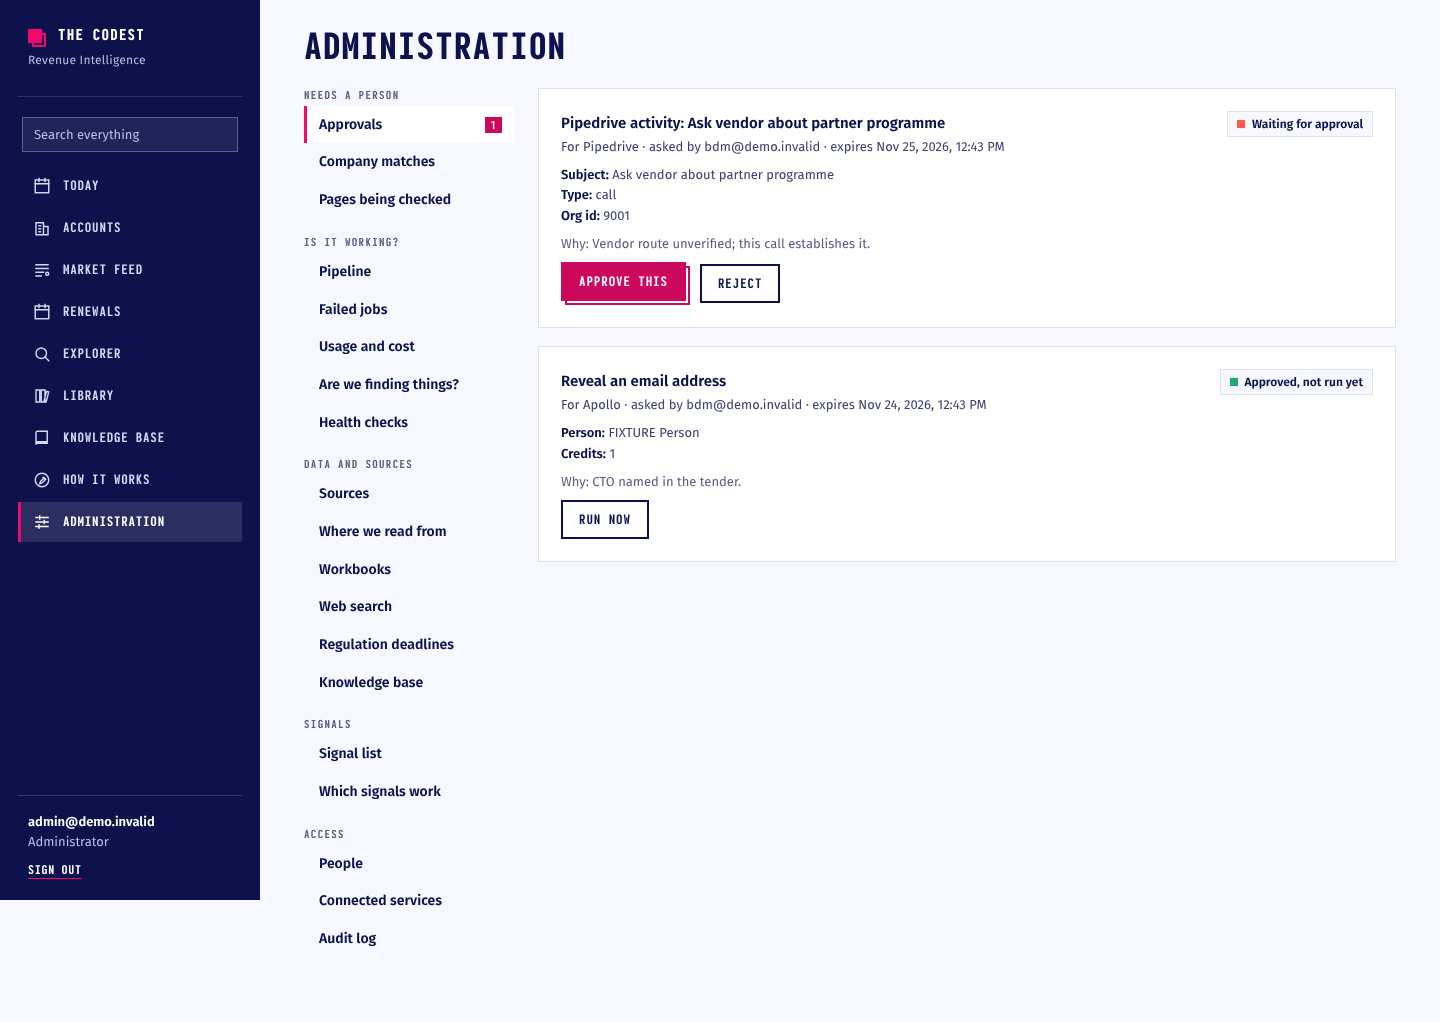 THE CODEST
Revenue Intelligence
Search everything
TODAY
ACCOUNTS
MARKET FEED
RENEWALS
EXPLORER
LIBRARY
KNOWLEDGE BASE
HOW IT WORKS
ADMINISTRATION
admin@demo.invalid
Administrator
SIGN OUT
ADMINISTRATION
NEEDS A PERSON
Approvals 1
Company matches
Pages being checked
IS IT WORKING?
Pipeline
Failed jobs
Usage and cost
Are we finding things?
Health checks
DATA AND SOURCES
Sources
Where we read from
Workbooks
Web search
Regulation deadlines
Knowledge base
SIGNALS
Signal list
Which signals work
ACCESS
People
Connected services
Audit log
Pipedrive activity: Ask vendor about partner programme
Waiting for approval
For Pipedrive · asked by bdm@demo.invalid · expires Nov 25, 2026, 12:43 PM
Subject: Ask vendor about partner programme
Type: call
Org id: 9001
Why: Vendor route unverified; this call establishes it.
APPROVE THIS
REJECT
Reveal an email address
Approved, not run yet
For Apollo · asked by bdm@demo.invalid · expires Nov 24, 2026, 12:43 PM
Person: FIXTURE Person
Credits: 1
Why: CTO named in the tender.
RUN NOW